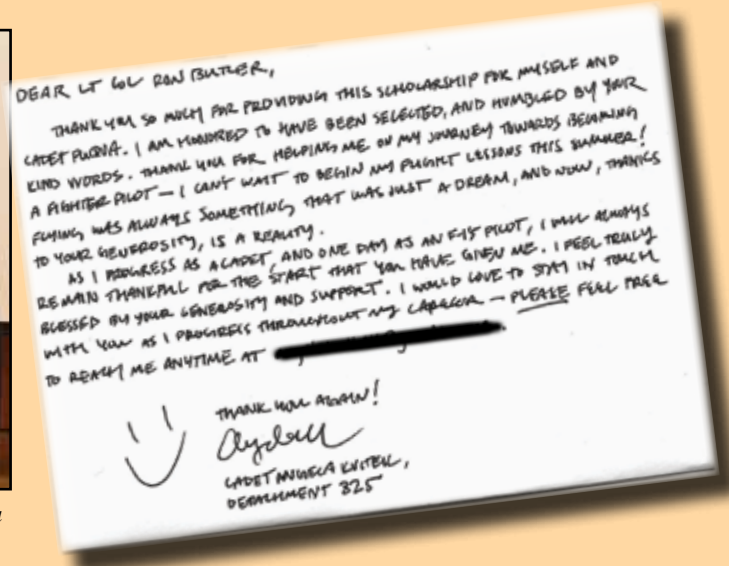 DEAR LT COL RON BUTLER,
THANK YOU SO MUCH FOR PROVIDING THIS SCHOLARSHIP FOR MYSELF AND
CADET . I AM HONORED TO HAVE BEEN SELECTED, AND HUMBLED BY YOUR
KIND WORDS. THANK YOU FOR HELPING ME ON MY JOURNEY TOWARDS BECOMING
A FIGHTER PILOT — I CAN'T WAIT TO BEGIN MY FLIGHT LESSONS THIS SUMMER!
FLYING WAS ALWAYS SOMETHING THAT WAS JUST A DREAM, AND NOW, THANKS
TO YOUR GENEROSITY, IS A REALITY.
AS I PROGRESS AS A CADET, AND ONE DAY AS AN F15 PILOT, I WILL ALWAYS
REMAIN THANKFUL FOR THE START THAT YOU HAVE GIVEN ME. I FEEL TRULY
BLESSED BY YOUR GENEROSITY AND SUPPORT. I WOULD LOVE TO STAY IN TOUCH
WITH YOU AS I PROGRESS THROUGHOUT MY CAREER — PLEASE FEEL FREE
TO REACH ME ANYTIME AT
THANK YOU AGAIN!
CADET ANGELA
DETACHMENT 325